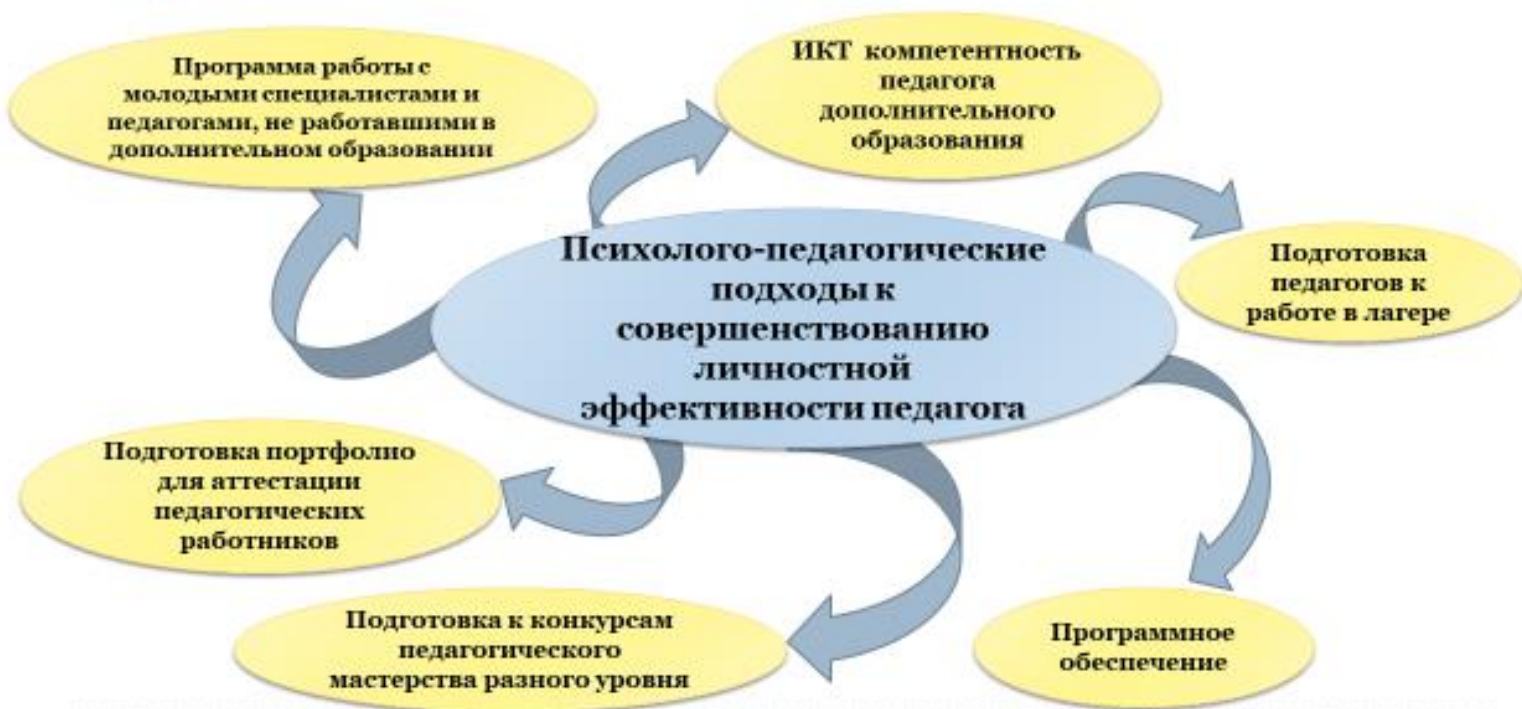 Программа работы с
молодыми специалистами и
педагогами, не работавшими в
дополнительном образовании
ИКТ компетентность
педагога
дополнительного
образования
Психолого-педагогические
подходы к
совершенствованию
личностной
эффективности педагога
Подготовка
педагогов к
работе в лагере
Подготовка портфолио
для аттестации
педагогических
работников
Подготовка к конкурсам
педагогического
мастерства разного уровня
Программное
обеспечение